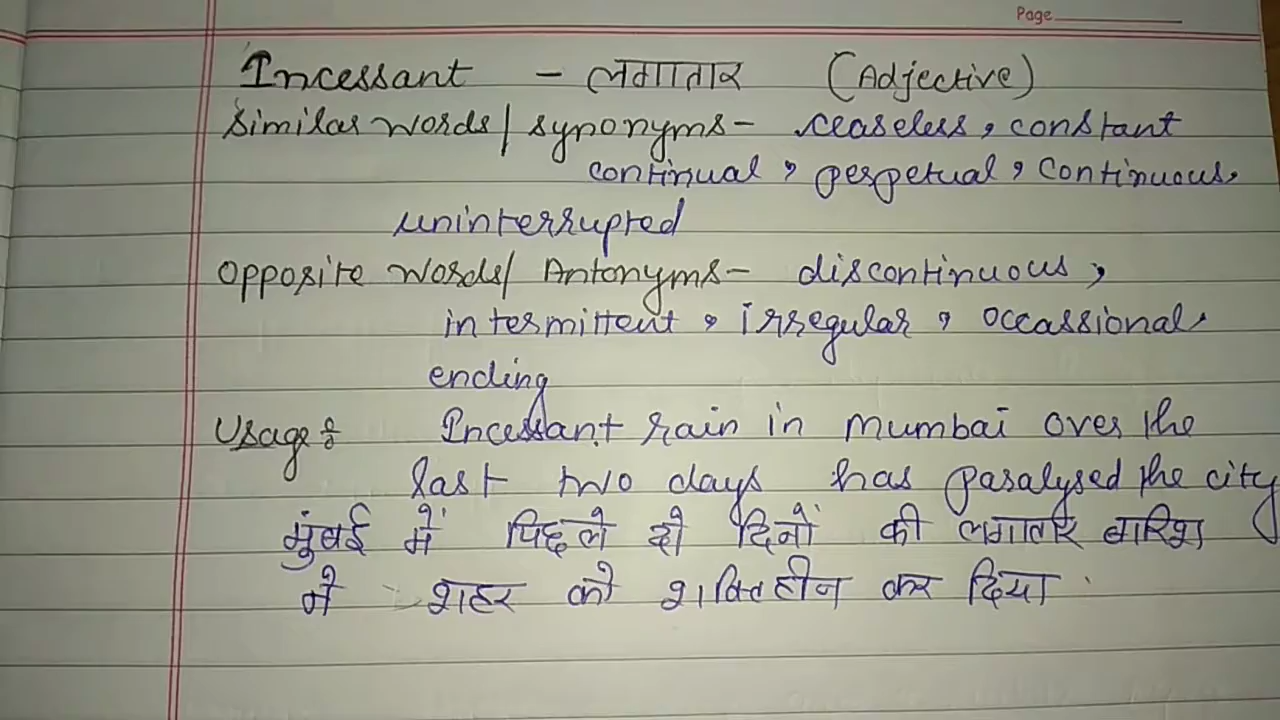 Page
Incessant - लगातार (Adjective)
Similar words/ synonyms- ceaseless, constant
continual, perpetual, continuous,
uninterrupted
Opposite words/ Antonyms- discontinuous,
intermittent, irregular, occassional,
ending
Usage: Incessant rain in Mumbai over the
last two days has paralysed the city
मुंबई में पिछले दो दिनों की लगातार बारिश
ने शहर को शक्तिहीन कर दिया